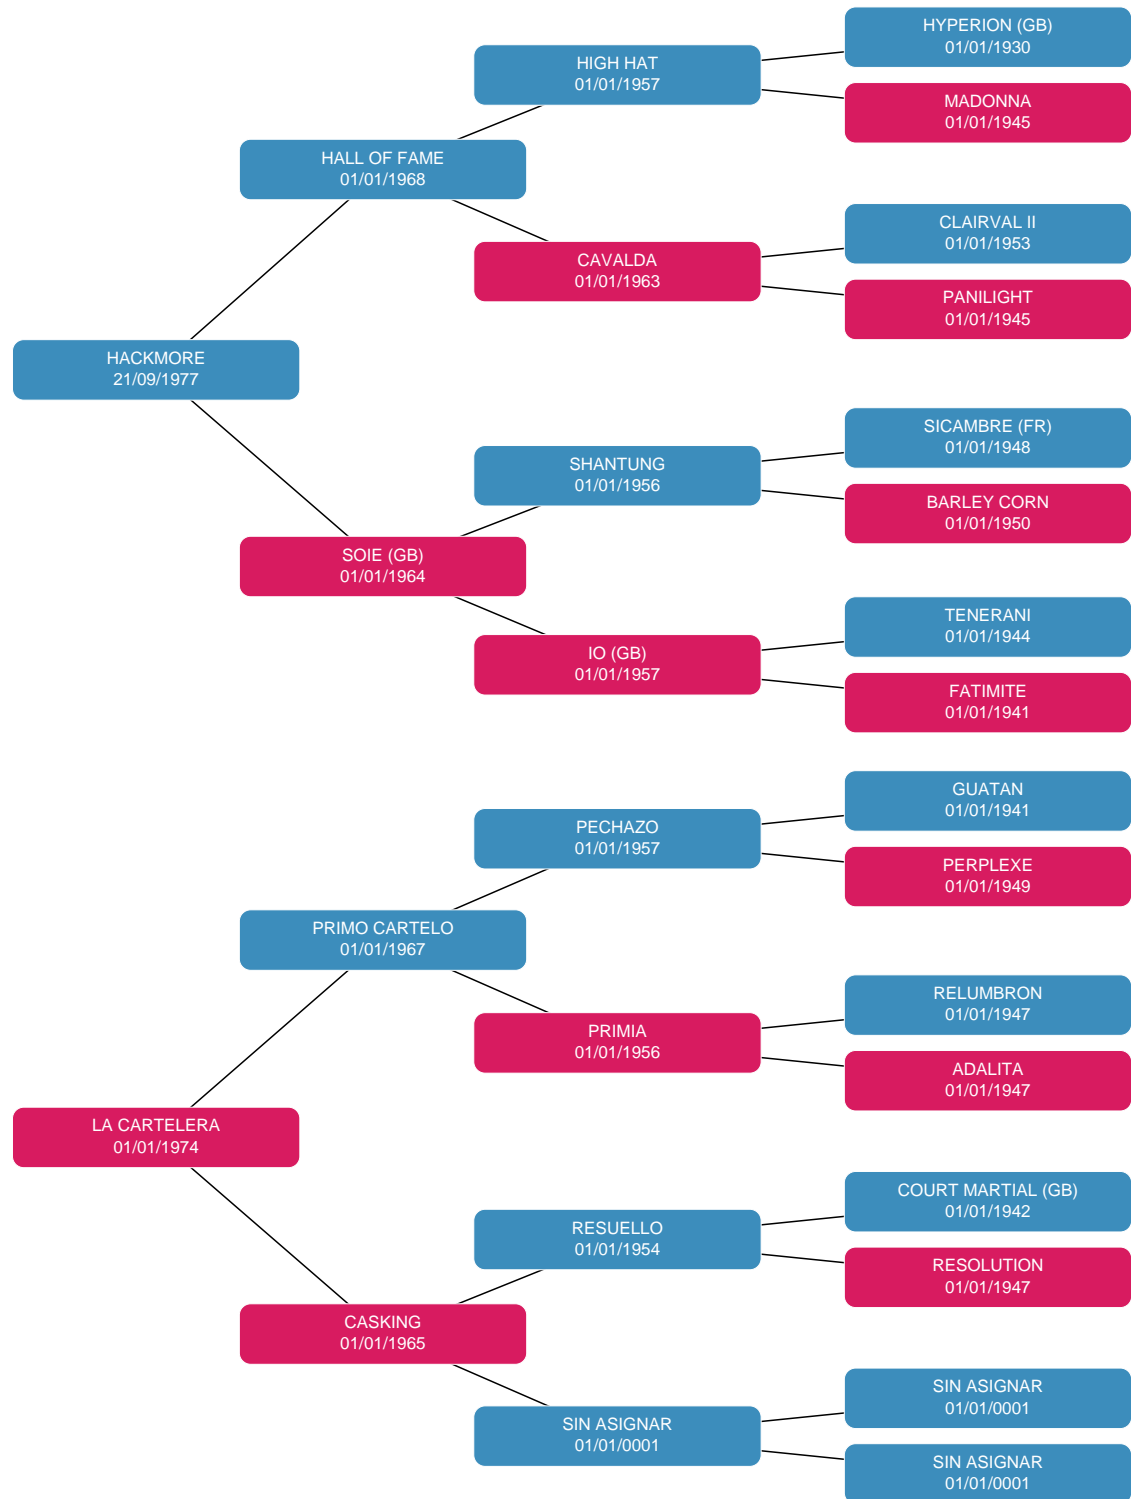 HYPERION (GB)
01/01/1930
HIGH HAT
01/01/1957
MADONNA
01/01/1945
HALL OF FAME
01/01/1968
CLAIRVAL II
01/01/1953
CAVALDA
01/01/1963
PANILIGHT
01/01/1945
HACKMORE
21/09/1977
SICAMBRE (FR)
01/01/1948
SHANTUNG
01/01/1956
BARLEY CORN
01/01/1950
SOIE (GB)
01/01/1964
TENERANI
01/01/1944
IO (GB)
01/01/1957
FATIMITE
01/01/1941
GUATAN
01/01/1941
PECHAZO
01/01/1957
PERPLEXE
01/01/1949
PRIMO CARTELO
01/01/1967
RELUMBRON
01/01/1947
PRIMIA
01/01/1956
ADALITA
01/01/1947
LA CARTELERA
01/01/1974
COURT MARTIAL (GB)
01/01/1942
RESUELLO
01/01/1954
RESOLUTION
01/01/1947
CASKING
01/01/1965
SIN ASIGNAR
01/01/0001
SIN ASIGNAR
01/01/0001
SIN ASIGNAR
01/01/0001